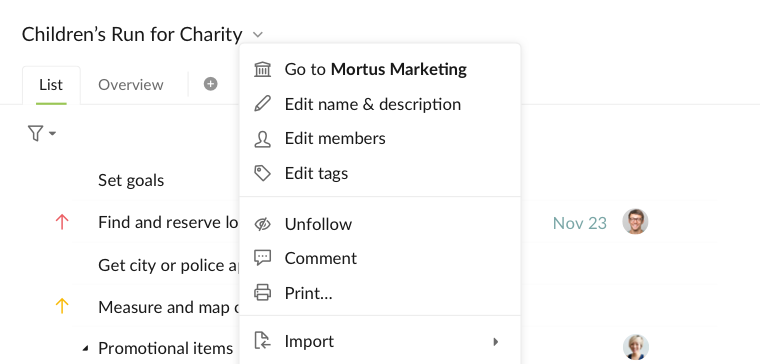 Children's Run for Charity
Go to Mortus Marketing
List
Overview
Edit name & description
Edit members
Edit tags
Set goals
Find and reserve lo
Unfollow
Nov 23
Get city or police a
Comment
Measure and map
Print...
Promotional items
Import